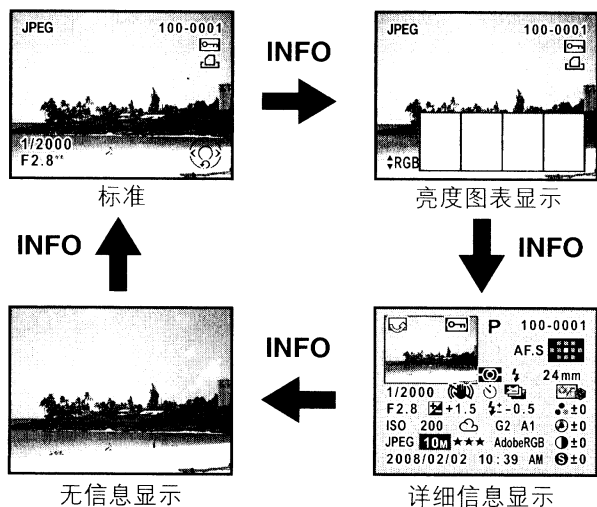 JPEG 100-0001
1/2000
F2.8
标准
INFO
JPEG 100-0001
RGB
亮度图表显示
INFO
P 100-0001
AF.S
24mm
1/2000
F2.8 +1.5 -0.5 ±0
ISO 200 G2 A1 ±0
JPEG 10M ★★★ AdobeRGB ±0
2008/02/02 10:39 AM S±0
详细信息显示
INFO
无信息显示
INFO